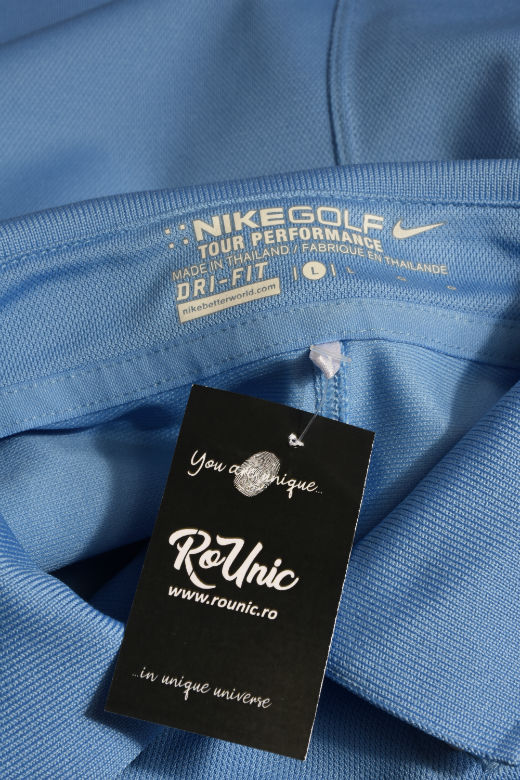 NIKEGOLF
TOUR PERFORMANCE
MADE IN THAILAND / FABRIQUE EN THAILANDE
DRI-FIT L
nikebetterworld.com
You are unique...
RoUnic
www.rounic.ro
...in unique universe